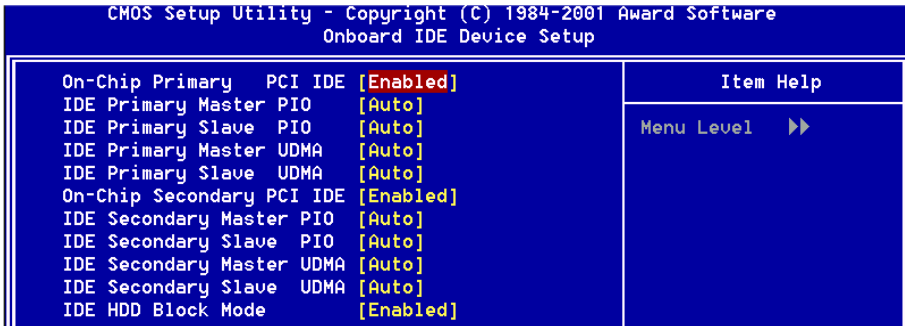 CMOS Setup Utility - Copyright (C) 1984-2001 Award Software
Onboard IDE Device Setup
On-Chip Primary PCI IDE [Enabled]
IDE Primary Master PIO [Auto]
IDE Primary Slave PIO [Auto]
IDE Primary Master UDMA [Auto]
IDE Primary Slave UDMA [Auto]
On-Chip Secondary PCI IDE [Enabled]
IDE Secondary Master PIO [Auto]
IDE Secondary Slave PIO [Auto]
IDE Secondary Master UDMA [Auto]
IDE Secondary Slave UDMA [Auto]
IDE HDD Block Mode [Enabled]
Item Help
Menu Level